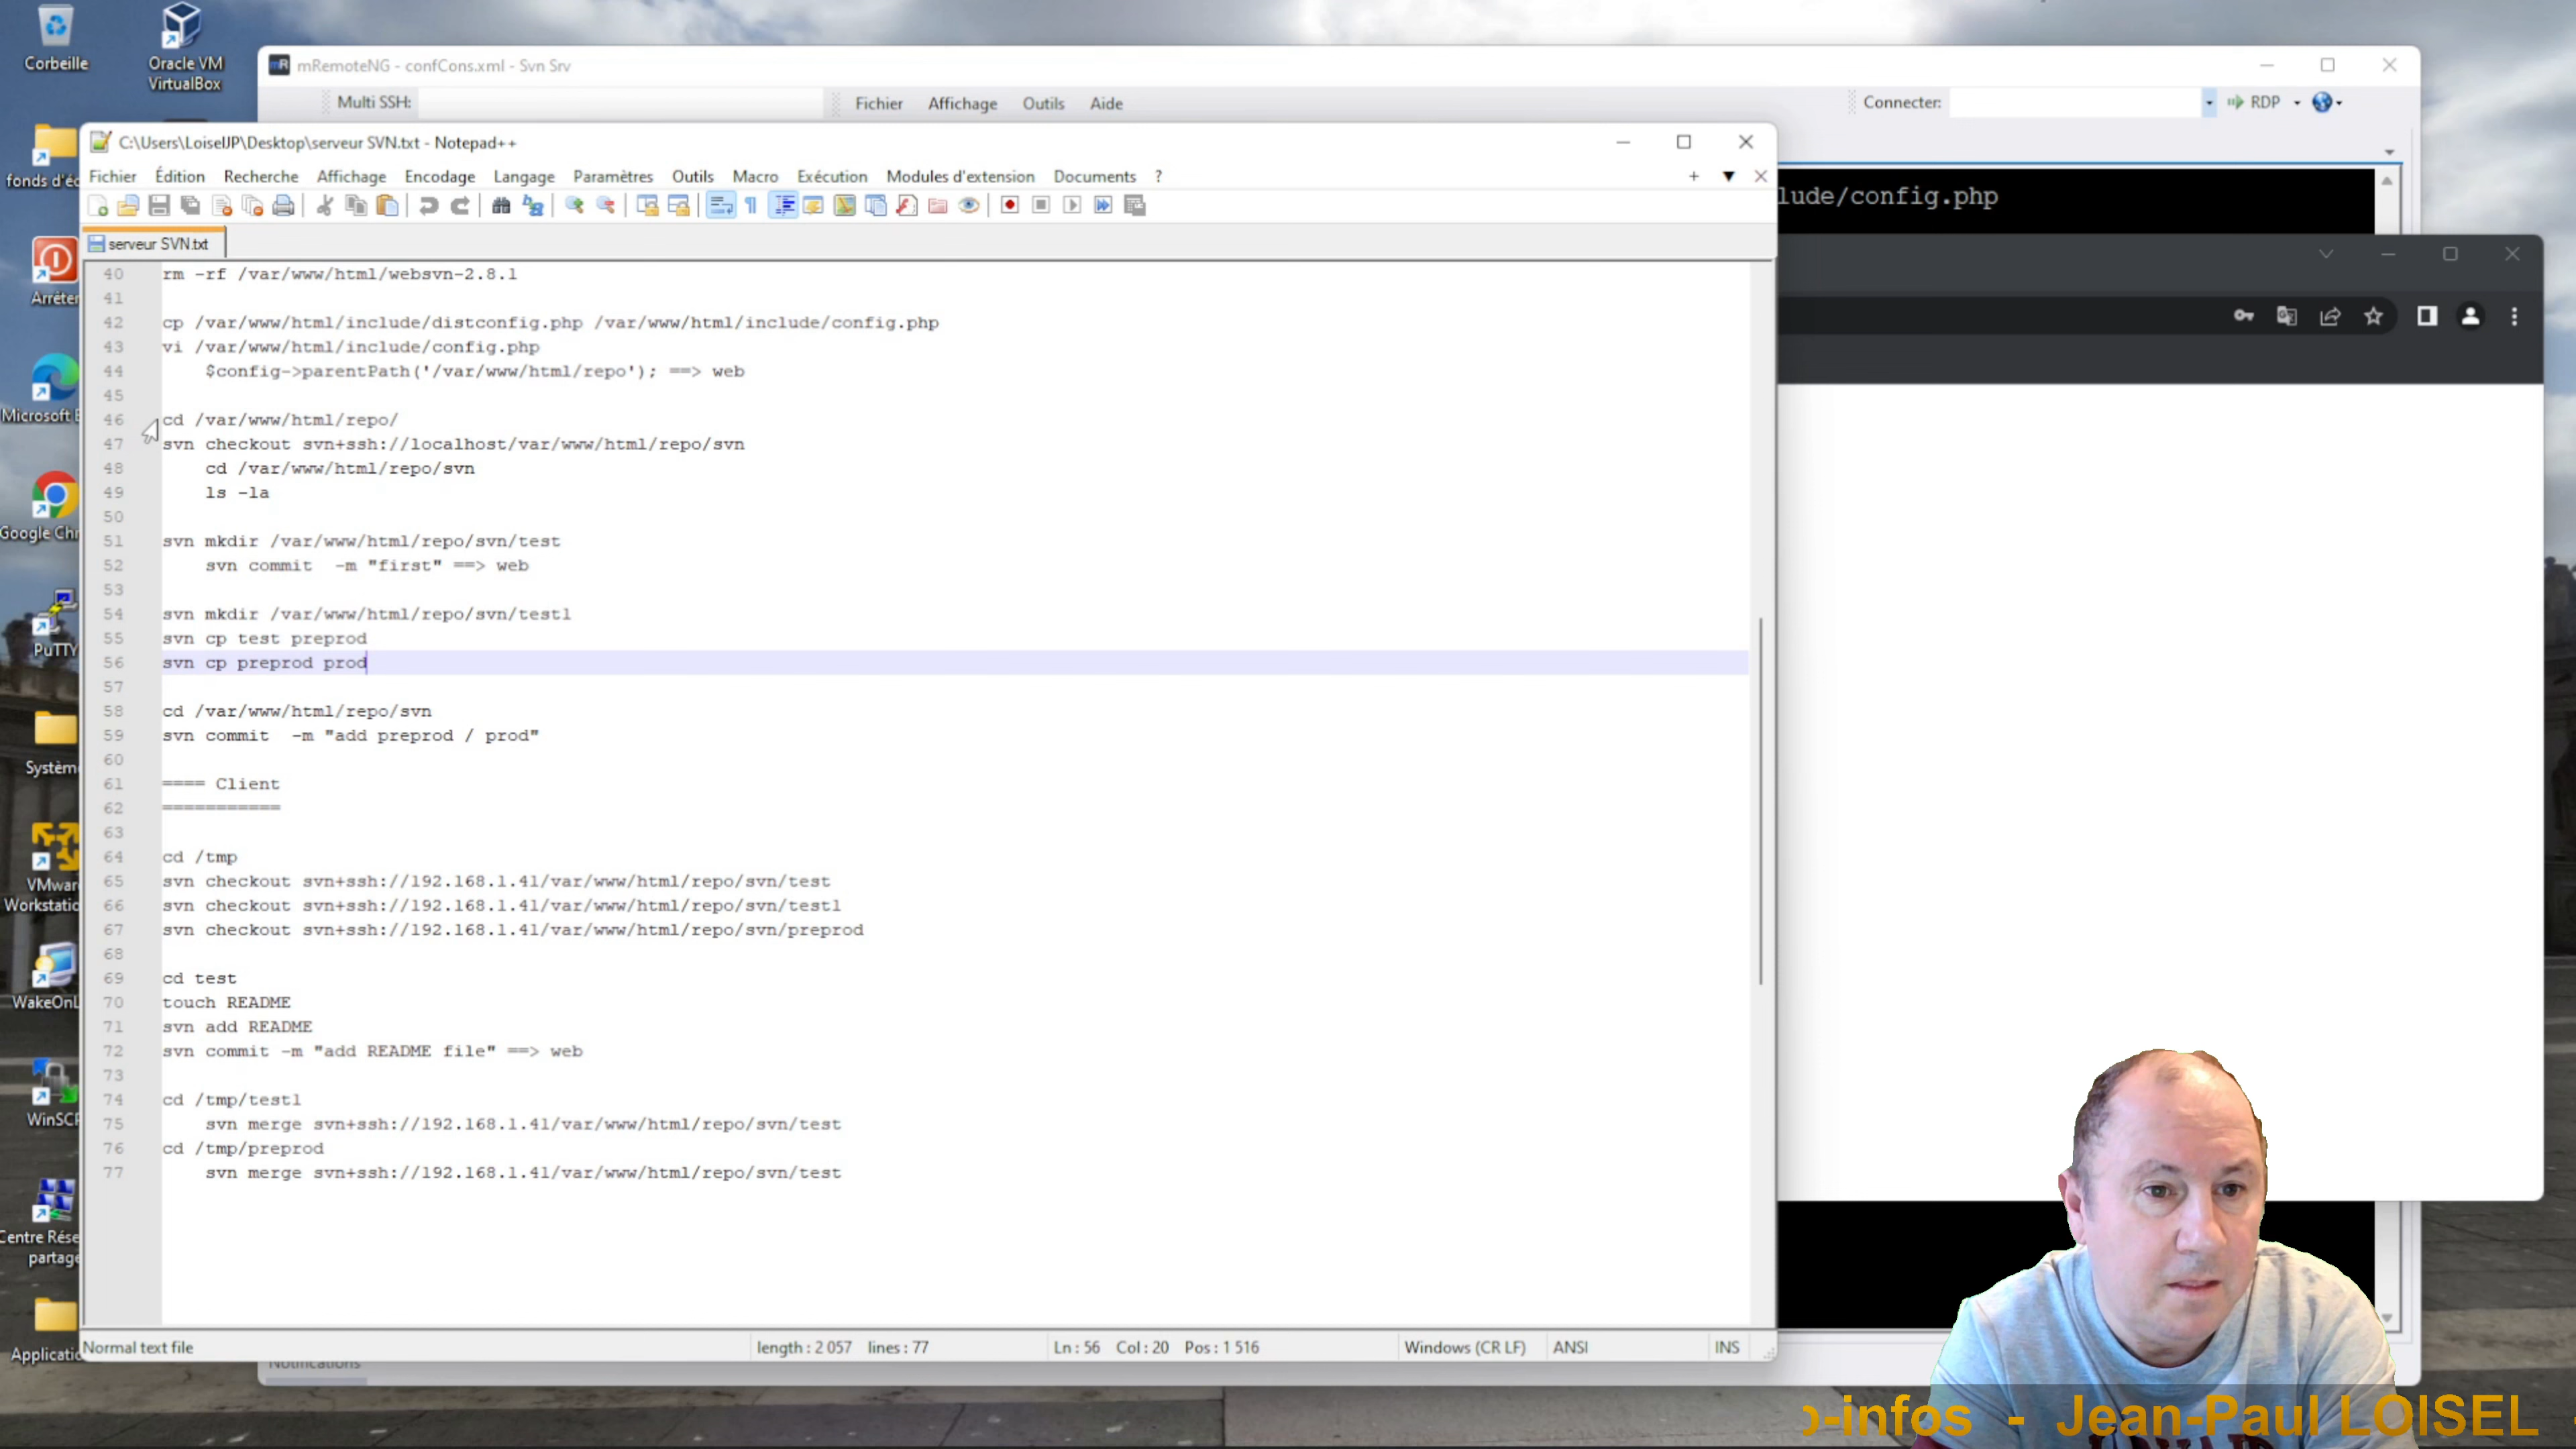 Corbeille
Oracle VM
VirtualBox
mRemoteNG - confCons.xml - Svn Srv
Multi SSH:
Fichier Affichage Outils Aide
Connecter: RDP
C:\Users\LoiselJP\Desktop\serveur SVN.txt - Notepad++
Fichier Édition Recherche Affichage Encodage Langage Paramètres Outils Macro Exécution Modules d'extension Documents ?
lude/config.php
serveur SVN.txt
40 rm -rf /var/www/html/websvn-2.8.1
41
42 cp /var/www/html/include/distconfig.php /var/www/html/include/config.php
43 vi /var/www/html/include/config.php
44 $config->parentPath('/var/www/html/repo'); ==> web
45
46 cd /var/www/html/repo/
47 svn checkout svn+ssh://localhost/var/www/html/repo/svn
48 cd /var/www/html/repo/svn
49 ls -la
50
51 svn mkdir /var/www/html/repo/svn/test
52 svn commit -m "first" ==> web
53
54 svn mkdir /var/www/html/repo/svn/test1
55 svn cp test preprod
56 svn cp preprod prod
57
58 cd /var/www/html/repo/svn
59 svn commit -m "add preprod / prod"
60
61 ==== Client
62 ===========
63
64 cd /tmp
65 svn checkout svn+ssh://192.168.1.41/var/www/html/repo/svn/test
66 svn checkout svn+ssh://192.168.1.41/var/www/html/repo/svn/test1
67 svn checkout svn+ssh://192.168.1.41/var/www/html/repo/svn/preprod
68
69 cd test
70 touch README
71 svn add README
72 svn commit -m "add README file" ==> web
73
74 cd /tmp/test1
75 svn merge svn+ssh://192.168.1.41/var/www/html/repo/svn/test
76 cd /tmp/preprod
77 svn merge svn+ssh://192.168.1.41/var/www/html/repo/svn/test
Normal text file length : 2 057 lines : 77 Ln : 56 Col : 20 Pos : 1 516 Windows (CR LF) ANSI INS
Notifications
fonds d'éc
Arrêter
Microsoft E
Google Chr
PuTTY
Systèm
VMwar
Workstatio
WakeOnL
WinSCP
Centre Rése
partage
Applicatio
o-infos - Jean-Paul LOISEL